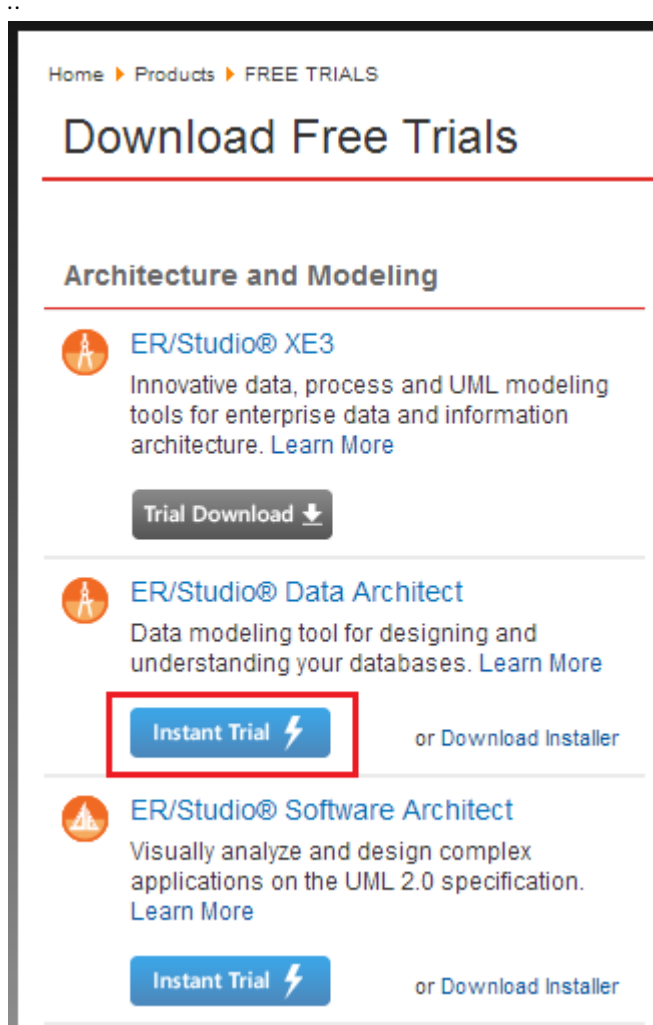 ..
Home Products FREE TRIALS
Download Free Trials
Architecture and Modeling
ER/Studio® XE3
Innovative data, process and UML modeling
tools for enterprise data and information
architecture. Learn More
Trial Download
ER/Studio® Data Architect
Data modeling tool for designing and
understanding your databases. Learn More
Instant Trial or Download Installer
ER/Studio® Software Architect
Visually analyze and design complex
applications on the UML 2.0 specification.
Learn More
Instant Trial or Download Installer